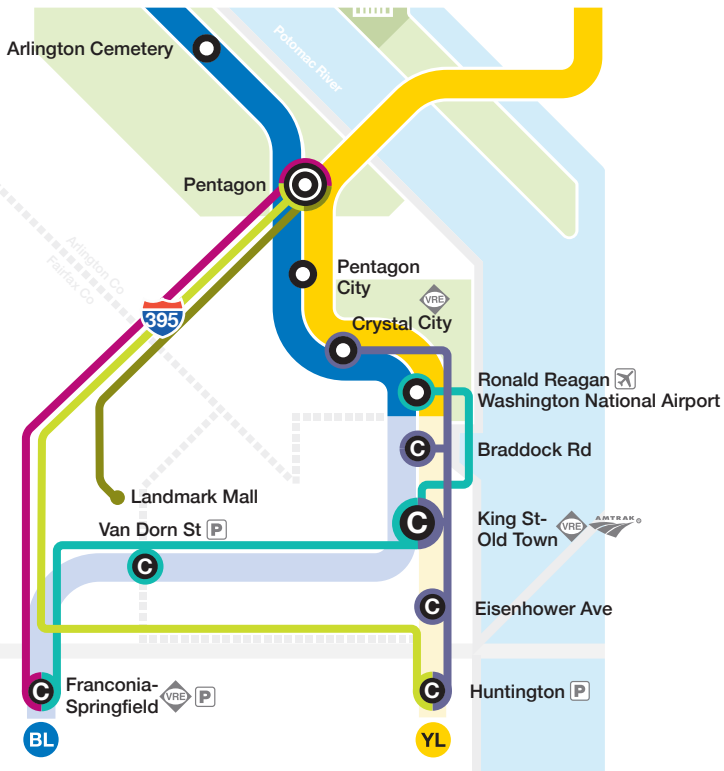 Arlington Cemetery
Potomac River
Pentagon
Arlington Co
Fairfax Co
Pentagon
City
VRE
395
Crystal City
Ronald Reagan
Washington National Airport
C
Braddock Rd
Landmark Mall
C
King St-
Old Town
VRE
AMTRAK
Van Dorn St P
C
C
Eisenhower Ave
C
Franconia-
Springfield
VRE
P
C
Huntington P
BL
YL